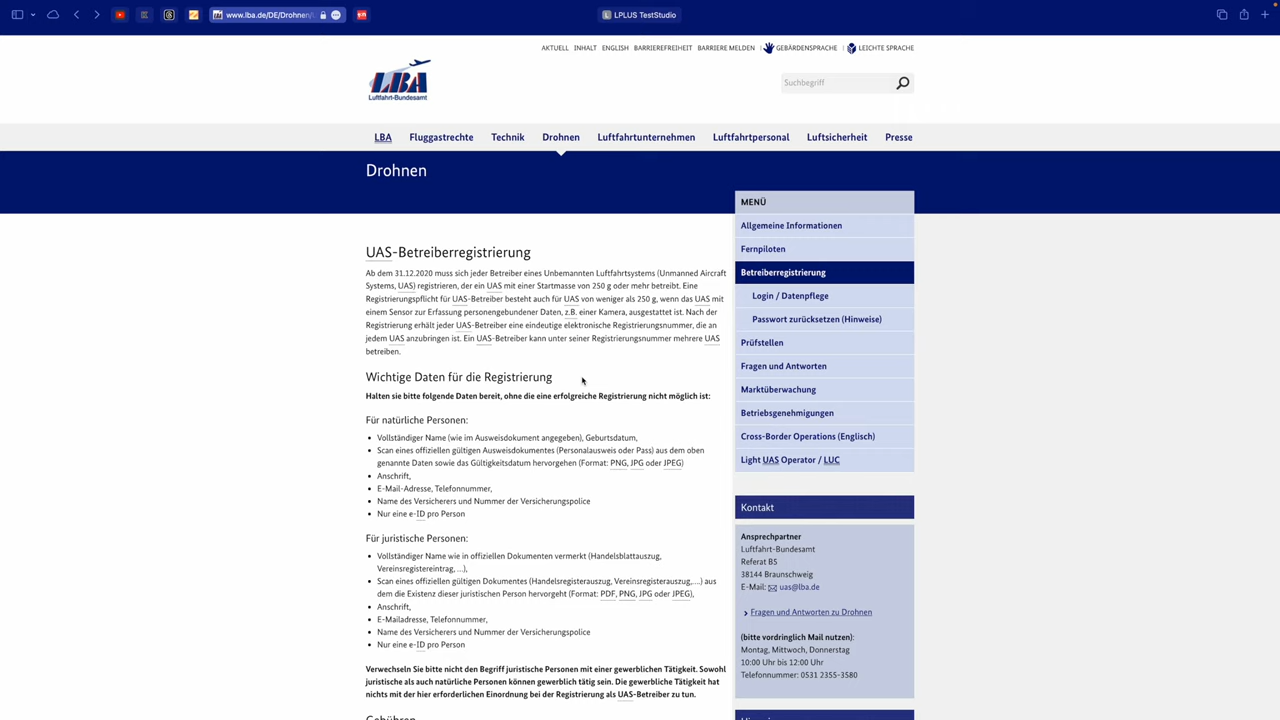 www.lba.de/DE/Drohnen/
LPLUS TestStudio
AKTUELL INHALT ENGLISH BARRIEREFREIHEIT BARRIERE MELDEN GEBÄRDENSPRACHE LEICHTE SPRACHE
LBA
Luftfahrt-Bundesamt
Suchbegriff
LBA Fluggastrechte Technik Drohnen Luftfahrtunternehmen Luftfahrtpersonal Luftsicherheit Presse
Drohnen
UAS-Betreiberregistrierung
Ab dem 31.12.2020 muss sich jeder Betreiber eines Unbemannten Luftfahrtsystems (Unmanned Aircraft
Systems, UAS) registrieren, der ein UAS mit einer Startmasse von 250 g oder mehr betreibt. Eine
Registrierungspflicht für UAS-Betreiber besteht auch für UAS von weniger als 250 g, wenn das UAS mit
einem Sensor zur Erfassung personengebundener Daten, z.B. einer Kamera, ausgestattet ist. Nach der
Registrierung erhält jeder UAS-Betreiber eine eindeutige elektronische Registrierungsnummer, die an
jedem UAS anzubringen ist. Ein UAS-Betreiber kann unter seiner Registrierungsnummer mehrere UAS
betreiben.
Wichtige Daten für die Registrierung
Halten sie bitte folgende Daten bereit, ohne die eine erfolgreiche Registrierung nicht möglich ist:
Für natürliche Personen:
• Vollständiger Name (wie im Ausweisdokument angegeben), Geburtsdatum,
• Scan eines offiziellen gültigen Ausweisdokumentes (Personalausweis oder Pass) aus dem oben
genannte Daten sowie das Gültigkeitsdatum hervorgehen (Format: PNG, JPG oder JPEG)
• Anschrift,
• E-Mail-Adresse, Telefonnummer,
• Name des Versicherers und Nummer der Versicherungspolice
• Nur eine e-ID pro Person
Für juristische Personen:
• Vollständiger Name wie in offiziellen Dokumenten vermerkt (Handelsblattauszug,
Vereinsregistereintrag, ...),
• Scan eines offiziellen gültigen Dokumentes (Handelsregisterauszug, Vereinsregisterauszug,....) aus
dem die Existenz dieser juristischen Person hervorgeht (Format: PDF, PNG, JPG oder JPEG),
• Anschrift,
• E-Mailadresse, Telefonnummer,
• Name des Versicherers und Nummer der Versicherungspolice
• Nur eine e-ID pro Person
Verwechseln Sie bitte nicht den Begriff juristische Personen mit einer gewerblichen Tätigkeit. Sowohl
juristische als auch natürliche Personen können gewerblich tätig sein. Die gewerbliche Tätigkeit hat
nichts mit der hier erforderlichen Einordnung bei der Registrierung als UAS-Betreiber zu tun.
Gebühren
MENÜ
Allgemeine Informationen
Fernpiloten
Betreiberregistrierung
Login / Datenpflege
Passwort zurücksetzen (Hinweise)
Prüfstellen
Fragen und Antworten
Marktüberwachung
Betriebsgenehmigungen
Cross-Border Operations (Englisch)
Light UAS Operator / LUC
Kontakt
Ansprechpartner
Luftfahrt-Bundesamt
Referat B5
38144 Braunschweig
E-Mail: uas@lba.de
Fragen und Antworten zu Drohnen
(bitte vordringlich Mail nutzen):
Montag, Mittwoch, Donnerstag
10:00 Uhr bis 12:00 Uhr
Telefonnummer: 0531 2355-3580